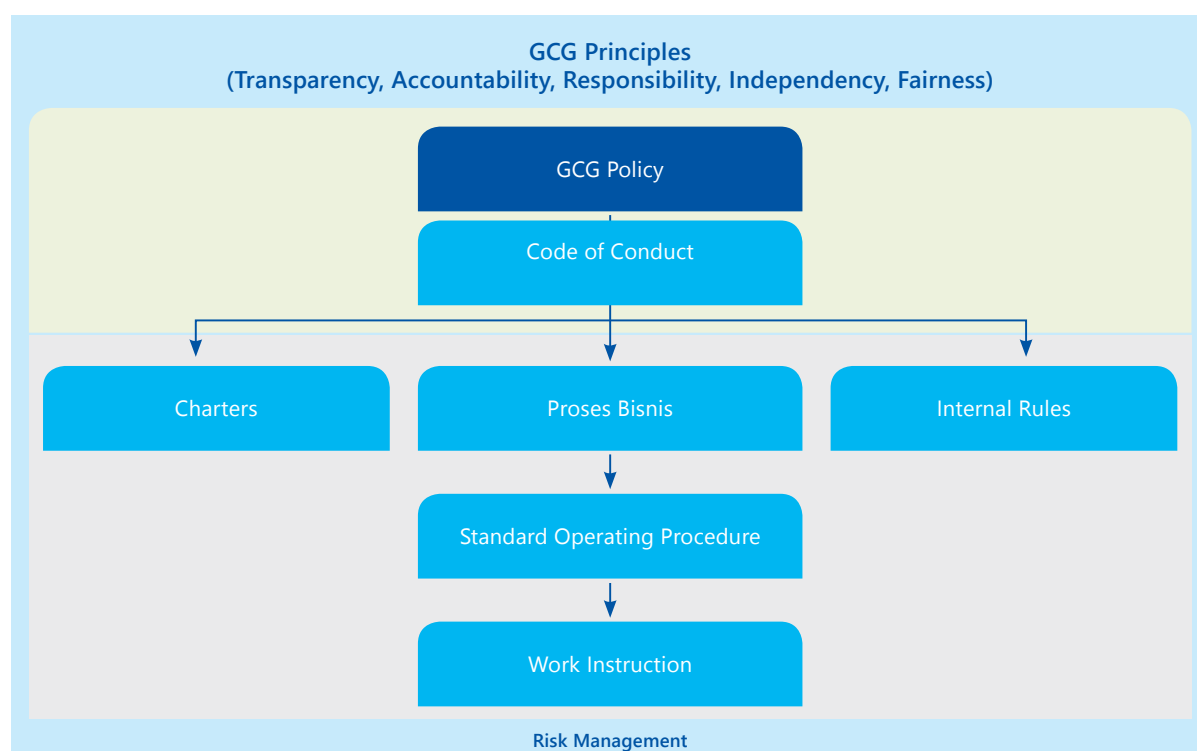 GCG Principles
(Transparency, Accountability, Responsibility, Independency, Fairness)
GCG Policy
Code of Conduct
Charters
Proses Bisnis
Internal Rules
Standard Operating Procedure
Work Instruction
Risk Management